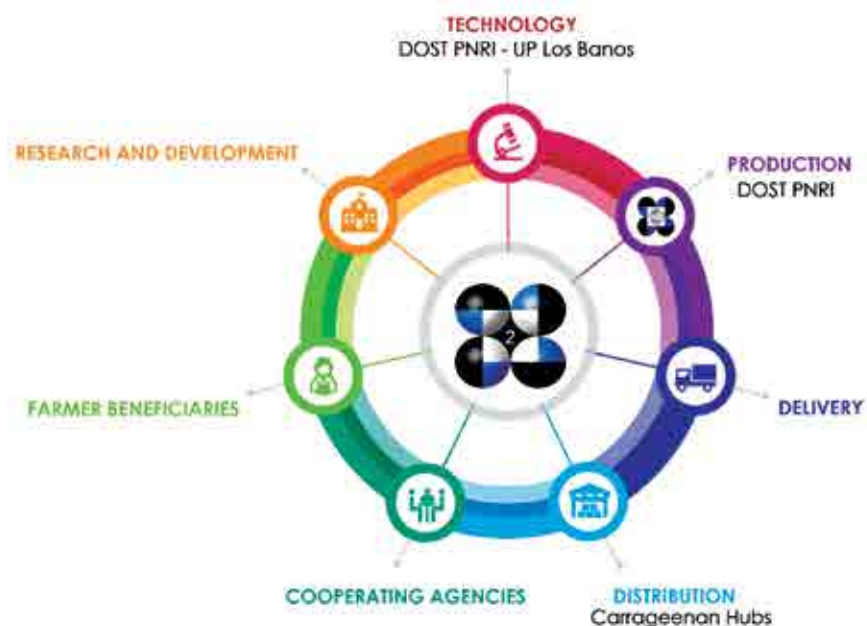 TECHNOLOGY
DOST PNRI - UP Los Banos
RESEARCH AND DEVELOPMENT
PRODUCTION
DOST PNRI
2
FARMER BENEFICIARIES
DELIVERY
COOPERATING AGENCIES
DISTRIBUTION
Carrageenan Hubs